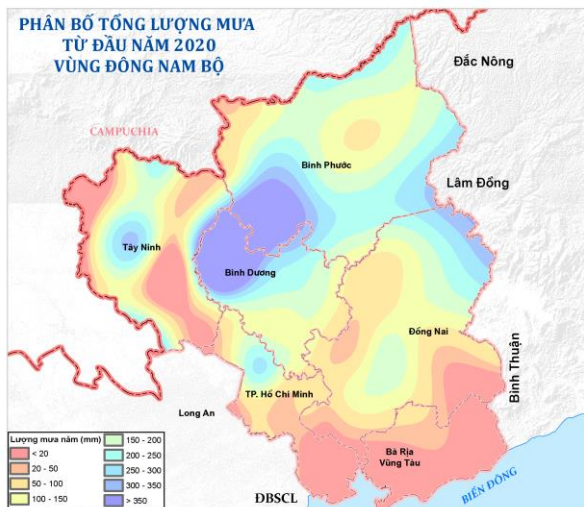 PHÂN BỐ TỔNG LƯỢNG MƯA
TỪ ĐẦU NĂM 2020
VÙNG ĐÔNG NAM BỘ
Đắc Nông
CAMPUCHIA
Bình Phước
Lâm Đồng
Tây Ninh
Bình Dương
Đồng Nai
Bình Thuận
TP. Hồ Chí Minh
Long An
Bà Rịa
Vũng Tàu
ĐBSCL
BIỂN ĐÔNG
Lượng mưa năm (mm)
< 20
20 - 50
50 - 100
100 - 150
150 - 200
200 - 250
250 - 300
300 - 350
> 350